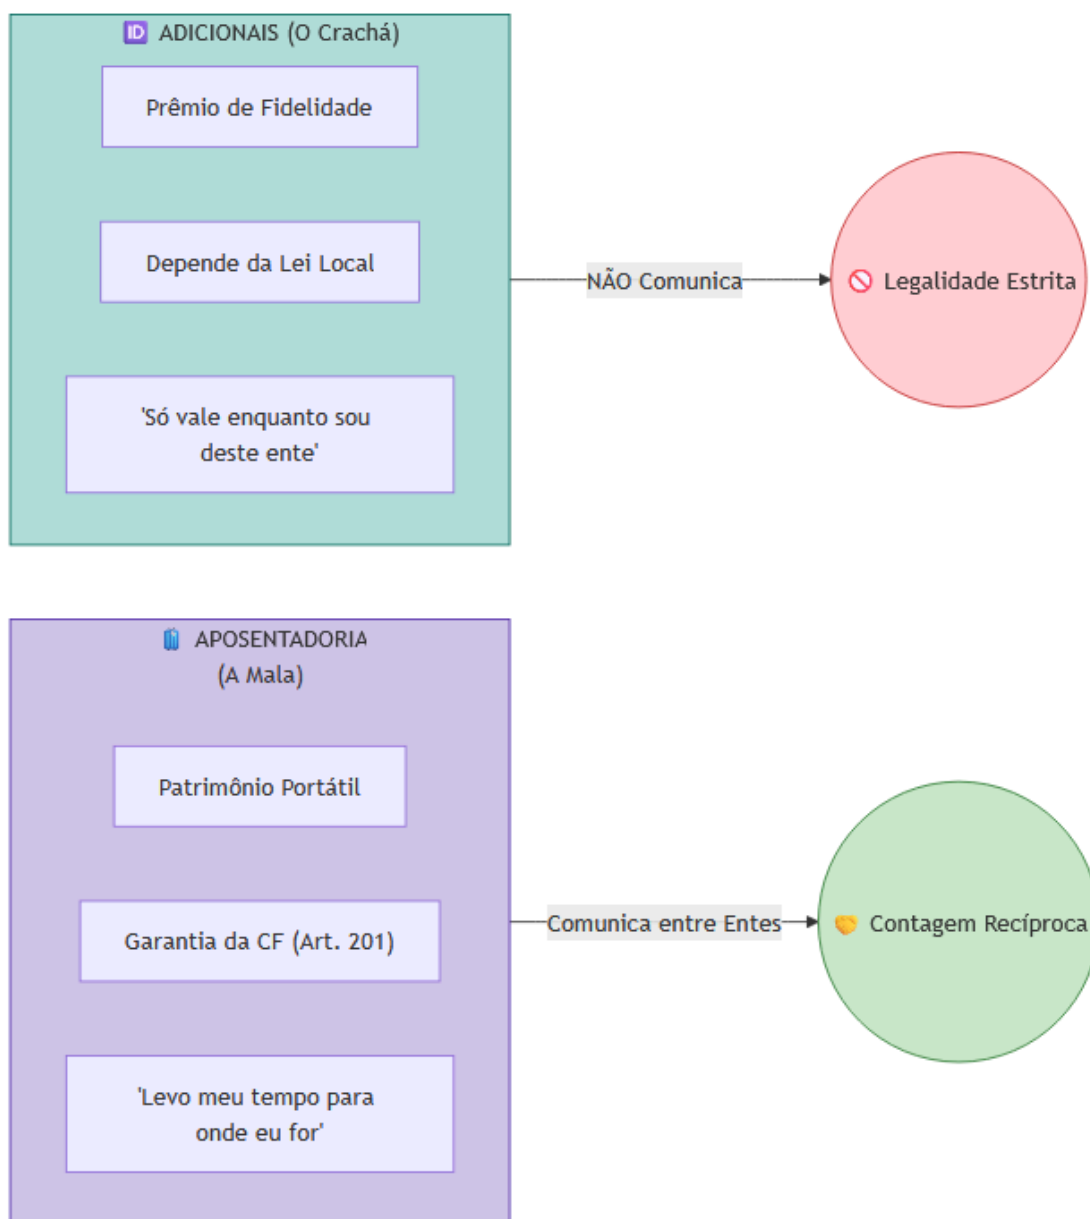 🆔 ADICIONAIS (O Crachá)
Prêmio de Fidelidade
Depende da Lei Local
'Só vale enquanto sou
deste ente'
NÃO Comunica
🚫 Legalidade Estrita
🧳 APOSENTADORIA
(A Mala)
Patrimônio Portátil
Garantia da CF (Art. 201)
'Levo meu tempo para
onde eu for'
Comunica entre Entes
🤝 Contagem Recíproca